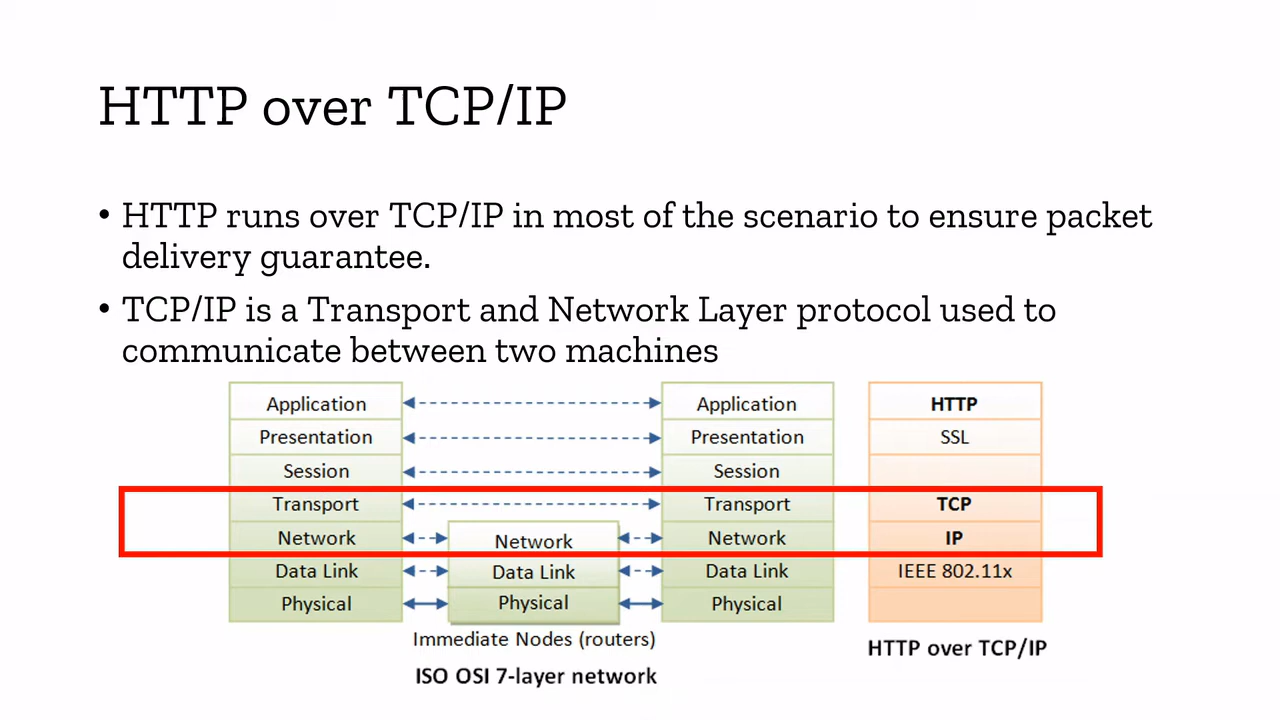 HTTP over TCP/IP
• HTTP runs over TCP/IP in most of the scenario to ensure packet
delivery guarantee.
• TCP/IP is a Transport and Network Layer protocol used to
communicate between two machines
Application Application HTTP
Presentation Presentation SSL
Session Session
Transport Transport TCP
Network Network Network IP
Data Link Data Link Data Link IEEE 802.11x
Physical Physical Physical
Immediate Nodes (routers)
HTTP over TCP/IP
ISO OSI 7-layer network